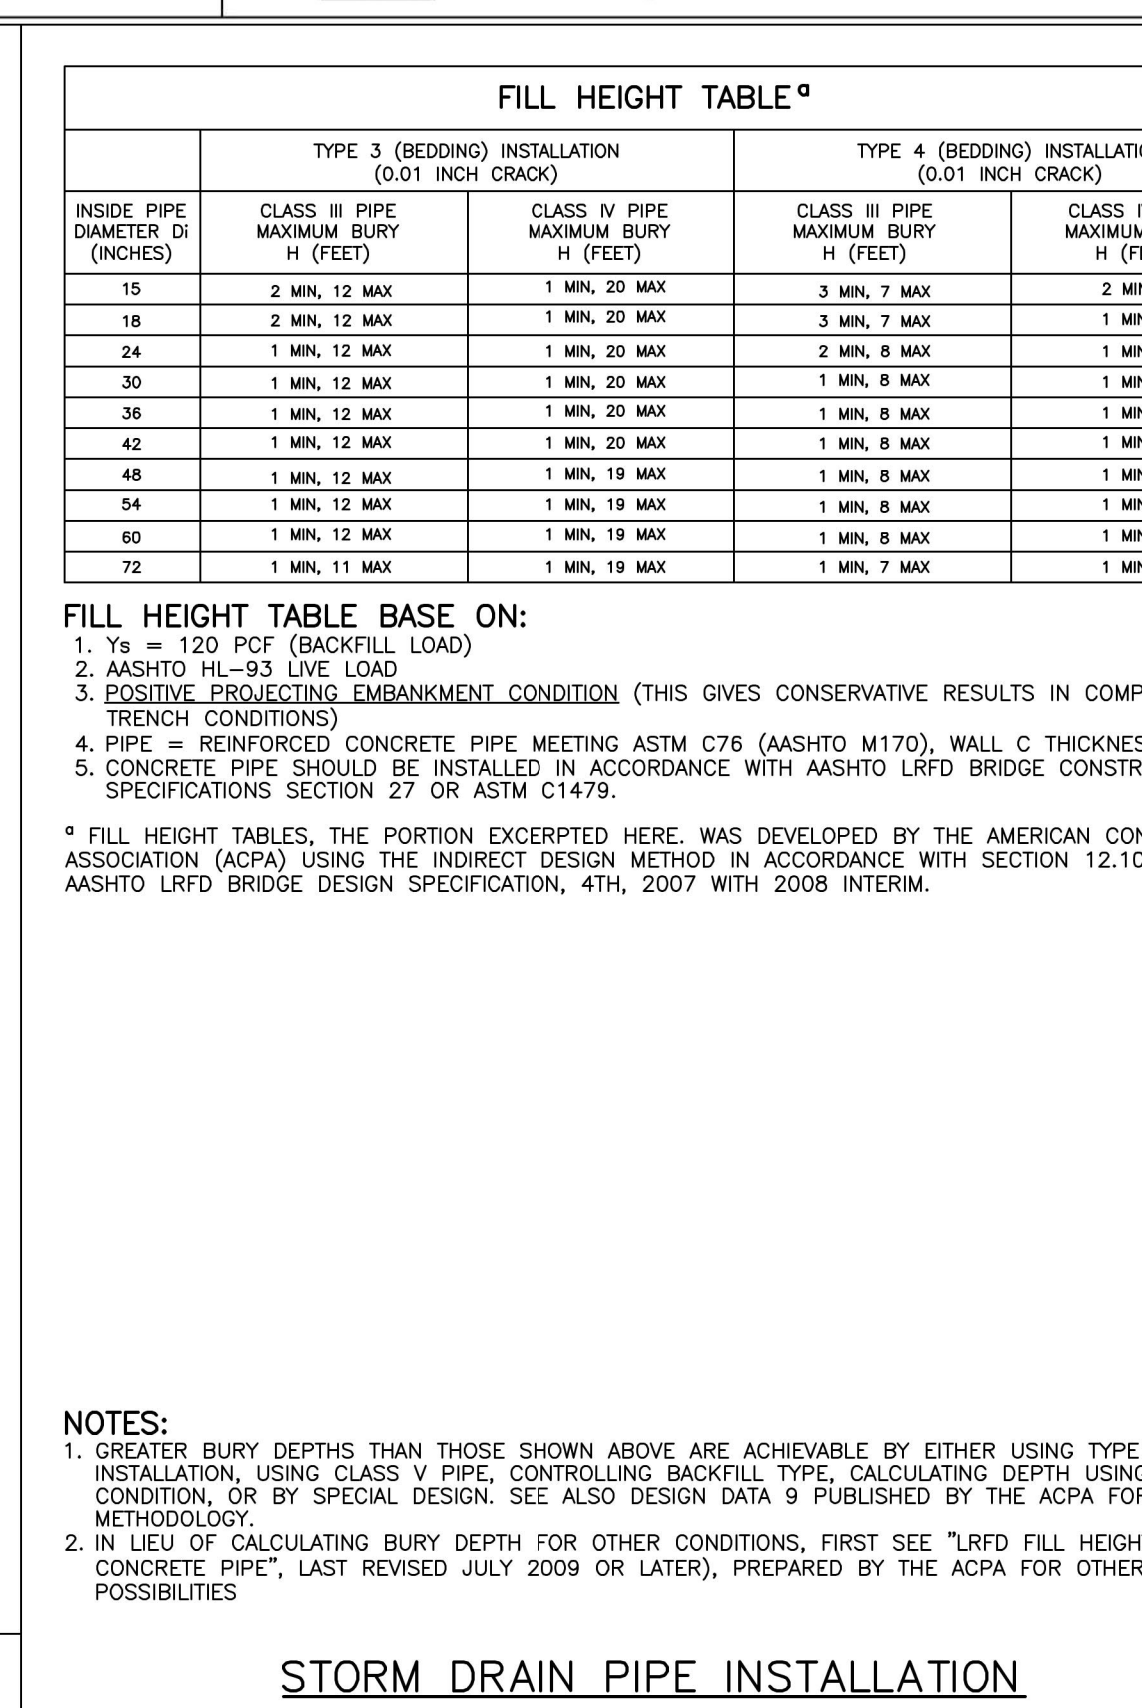 FILL HEIGHT TABLE a
TYPE 3 (BEDDING) INSTALLATION
(0.01 INCH CRACK)
TYPE 4 (BEDDING)
(0.01 INCH CRACK)
INSIDE PIPE
DIAMETER Di
(INCHES)
CLASS III PIPE
MAXIMUM BURY
H (FEET)
CLASS IV PIPE
MAXIMUM BURY
H (FEET)
CLASS III PIPE
MAXIMUM BURY
H (FEET)
CLASS
H
15 2 MIN, 12 MAX 1 MIN, 20 MAX 3 MIN, 7 MAX 2
18 2 MIN, 12 MAX 1 MIN, 20 MAX 3 MIN, 7 MAX 1
24 1 MIN, 12 MAX 1 MIN, 20 MAX 2 MIN, 8 MAX 1
30 1 MIN, 12 MAX 1 MIN, 20 MAX 1 MIN, 8 MAX 1
36 1 MIN, 12 MAX 1 MIN, 20 MAX 1 MIN, 8 MAX 1
42 1 MIN, 12 MAX 1 MIN, 20 MAX 1 MIN, 8 MAX 1
48 1 MIN, 12 MAX 1 MIN, 19 MAX 1 MIN, 8 MAX 1
54 1 MIN, 12 MAX 1 MIN, 19 MAX 1 MIN, 8 MAX 1
60 1 MIN, 12 MAX 1 MIN, 19 MAX 1 MIN, 8 MAX 1
72 1 MIN, 11 MAX 1 MIN, 19 MAX 1 MIN, 7 MAX 1
FILL HEIGHT TABLE BASE ON:
1. Ys = 120 PCF (BACKFILL LOAD)
2. AASHTO HL-93 LIVE LOAD
3. POSITIVE PROJECTING EMBANKMENT CONDITION (THIS GIVES CONSERVATIVE RESULTS IN
TRENCH CONDITIONS)
4. PIPE = REINFORCED CONCRETE PIPE MEETING ASTM C76 (AASHTO M170), WALL C
5. CONCRETE PIPE SHOULD BE INSTALLED IN ACCORDANCE WITH AASHTO LRFD BRIDGE
SPECIFICATIONS SECTION 27 OR ASTM C1479.
a FILL HEIGHT TABLES, THE PORTION EXCERPTED HERE. WAS DEVELOPED BY THE AMERICAN
ASSOCIATION (ACPA) USING THE INDIRECT DESIGN METHOD IN ACCORDANCE WITH SECTION
AASHTO LRFD BRIDGE DESIGN SPECIFICATION, 4TH, 2007 WITH 2008 INTERIM.
NOTES:
1. GREATER BURY DEPTHS THAN THOSE SHOWN ABOVE ARE ACHIEVABLE BY EITHER USING TYPE
INSTALLATION, USING CLASS V PIPE, CONTROLLING BACKFILL TYPE, CALCULATING DEPTH USING
CONDITION, OR BY SPECIAL DESIGN. SEE ALSO DESIGN DATA 9 PUBLISHED BY THE ACPA FOR
METHODOLOGY.
2. IN LIEU OF CALCULATING BURY DEPTH FOR OTHER CONDITIONS, FIRST SEE "LRFD FILL
CONCRETE PIPE", LAST REVISED JULY 2009 OR LATER), PREPARED BY THE ACPA FOR OTHER
POSSIBILITIES
STORM DRAIN PIPE INSTALLATION